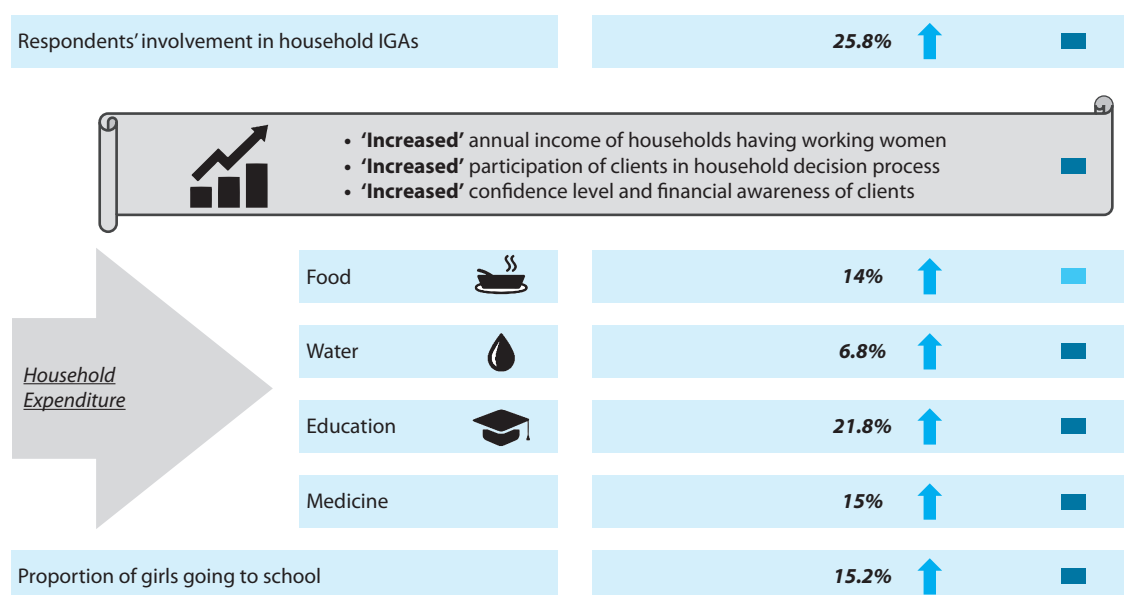 Respondents' involvement in household IGAs 25.8%
• 'Increased' annual income of households having working women
• 'Increased' participation of clients in household decision process
• 'Increased' confidence level and financial awareness of clients
Household
Expenditure
Food 14%
Water 6.8%
Education 21.8%
Medicine 15%
Proportion of girls going to school 15.2%